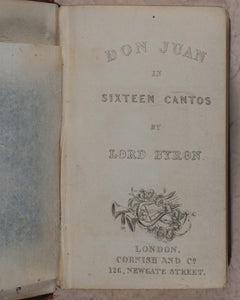 DON JUAN
IN
SIXTEEN CANTOS
BY
LORD BYRON.
LONDON.
CORNISH AND Co.
126, NEWGATE STREET.